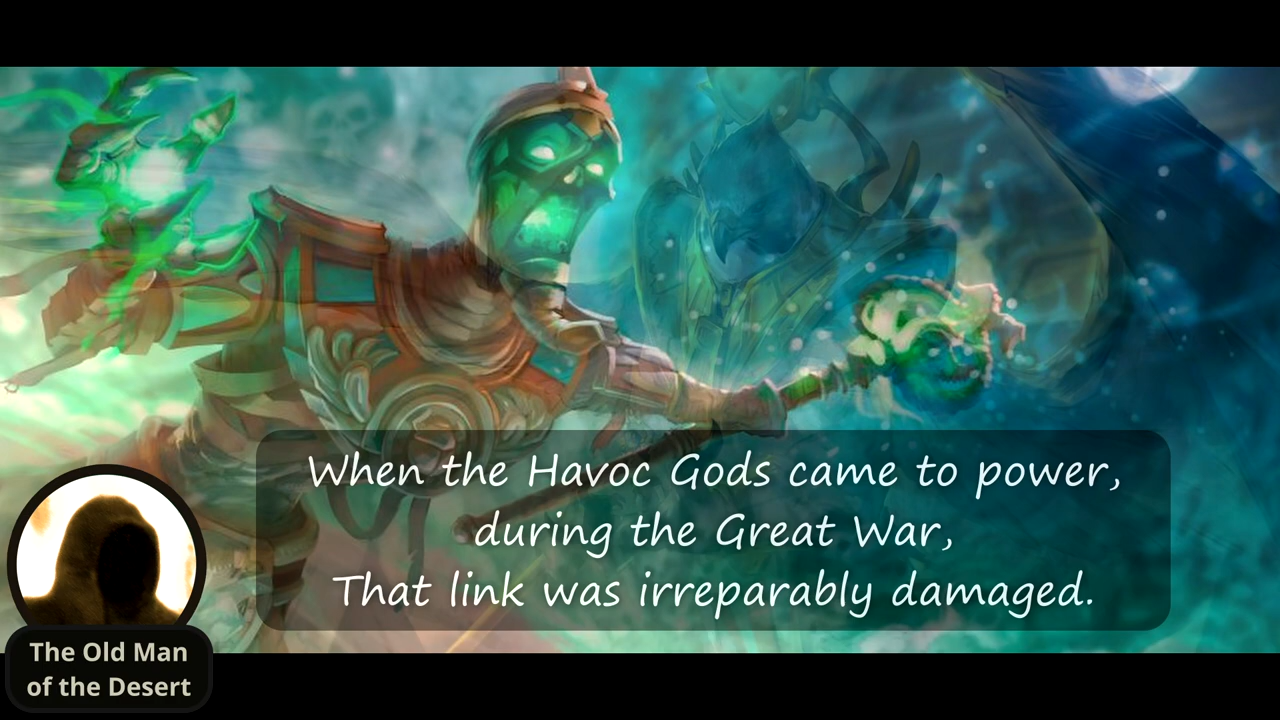 When the Havoc Gods came to power,
during the Great War,
That link was irreparably damaged.
The Old Man
of the Desert